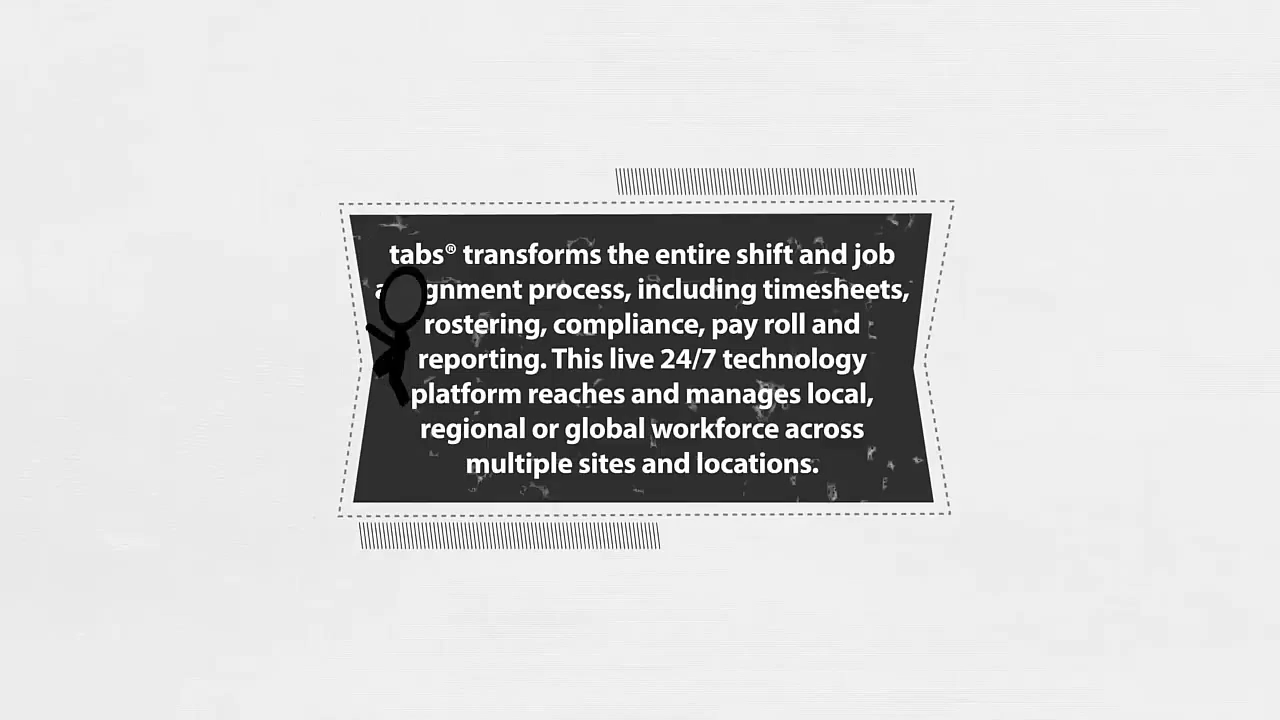 tabs® transforms the entire shift and job
process, including timesheets,
rostering, compliance, pay roll and
reporting. This live 24/7 technology
platform reaches and manages local,
regional or global workforce across
multiple sites and locations.